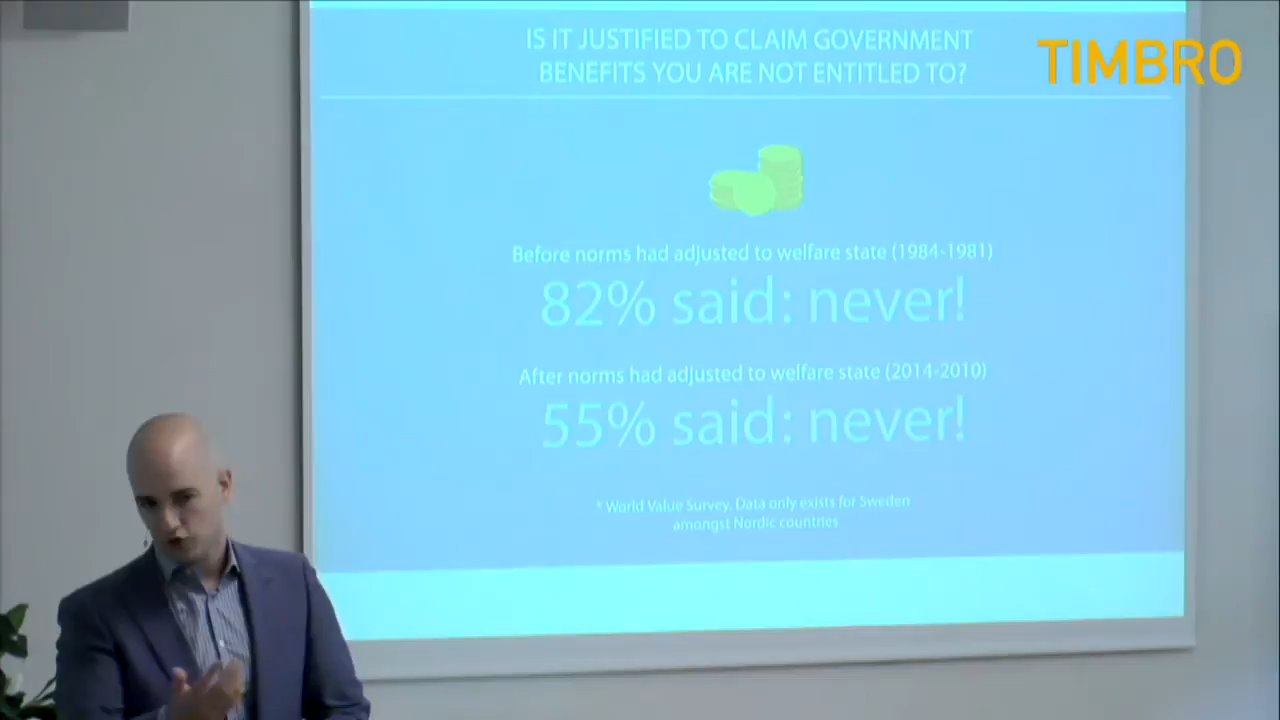 IS IT JUSTIFIED TO CLAIM GOVERNMENT
BENEFITS YOU ARE NOT ENTITLED TO?
TIMBRO
Before norms had adjusted to welfare state (1984-1981)
82% said: never!
After norms had adjusted to welfare state (2014-2010)
55% said: never!
* World Value Survey. Data only exists for Sweden
amongst Nordic countries